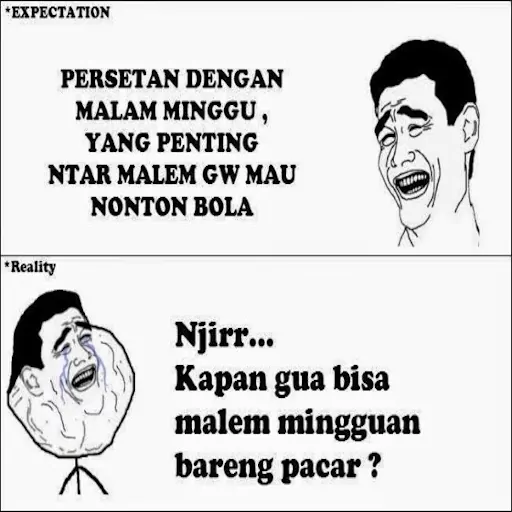 *EXPECTATION
PERSETAN DENGAN
MALAM MINGGU ,
YANG PENTING
NTAR MALEM GW MAU
NONTON BOLA
*Reality
Njirr...
Kapan gua bisa
malem mingguan
bareng pacar ?